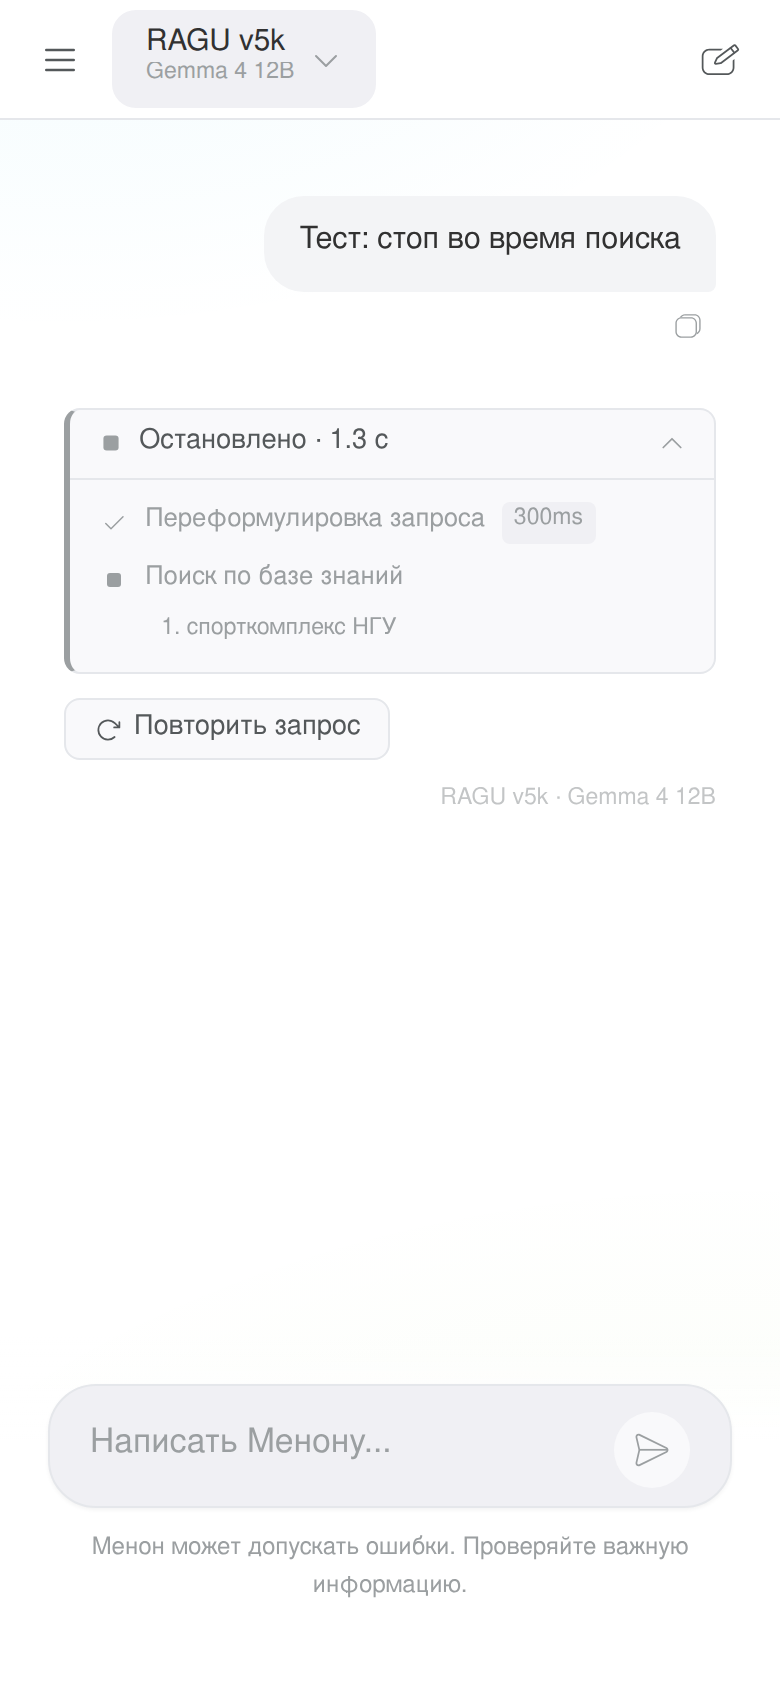 RAGU v5k
Gemma 4 12B
Тест: стоп во время поиска
Остановлено · 1.3 с
Переформулировка запроса 300ms
Поиск по базе знаний
1. спорткомплекс НГУ
Повторить запрос
RAGU v5k · Gemma 4 12B
Написать Менону...
Менон может допускать ошибки. Проверяйте важную
информацию.